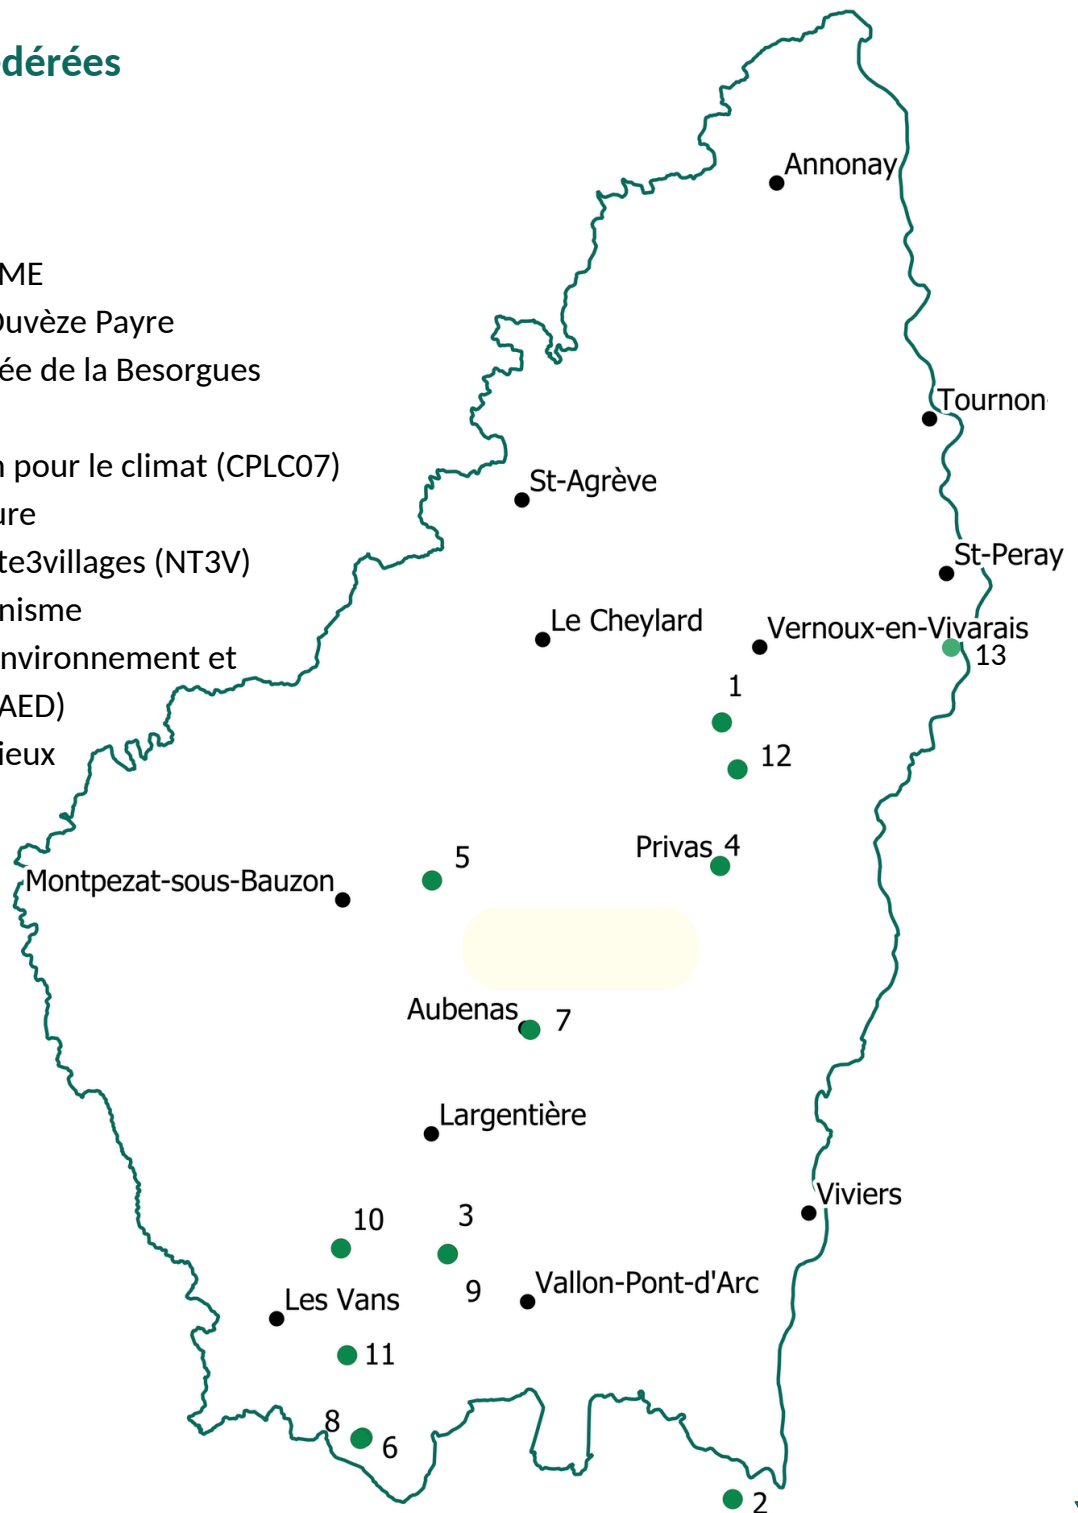 dérées
ME
Ouvèze Payre
ée de la Besorgues
n pour le climat (CPLC07)
ure
te3villages (NT3V)
nisme
nvironnement et
AED)
ieux
Annonay
Tournon
St-Agrève
St-Peray
Le Cheylard
Vernoux-en-Vivarais
13
1
12
Privas 4
5
Montpezat-sous-Bauzon
Aubenas
7
Largentière
Viviers
10
3
9
Vallon-Pont-d'Arc
Les Vans
11
8
6
2